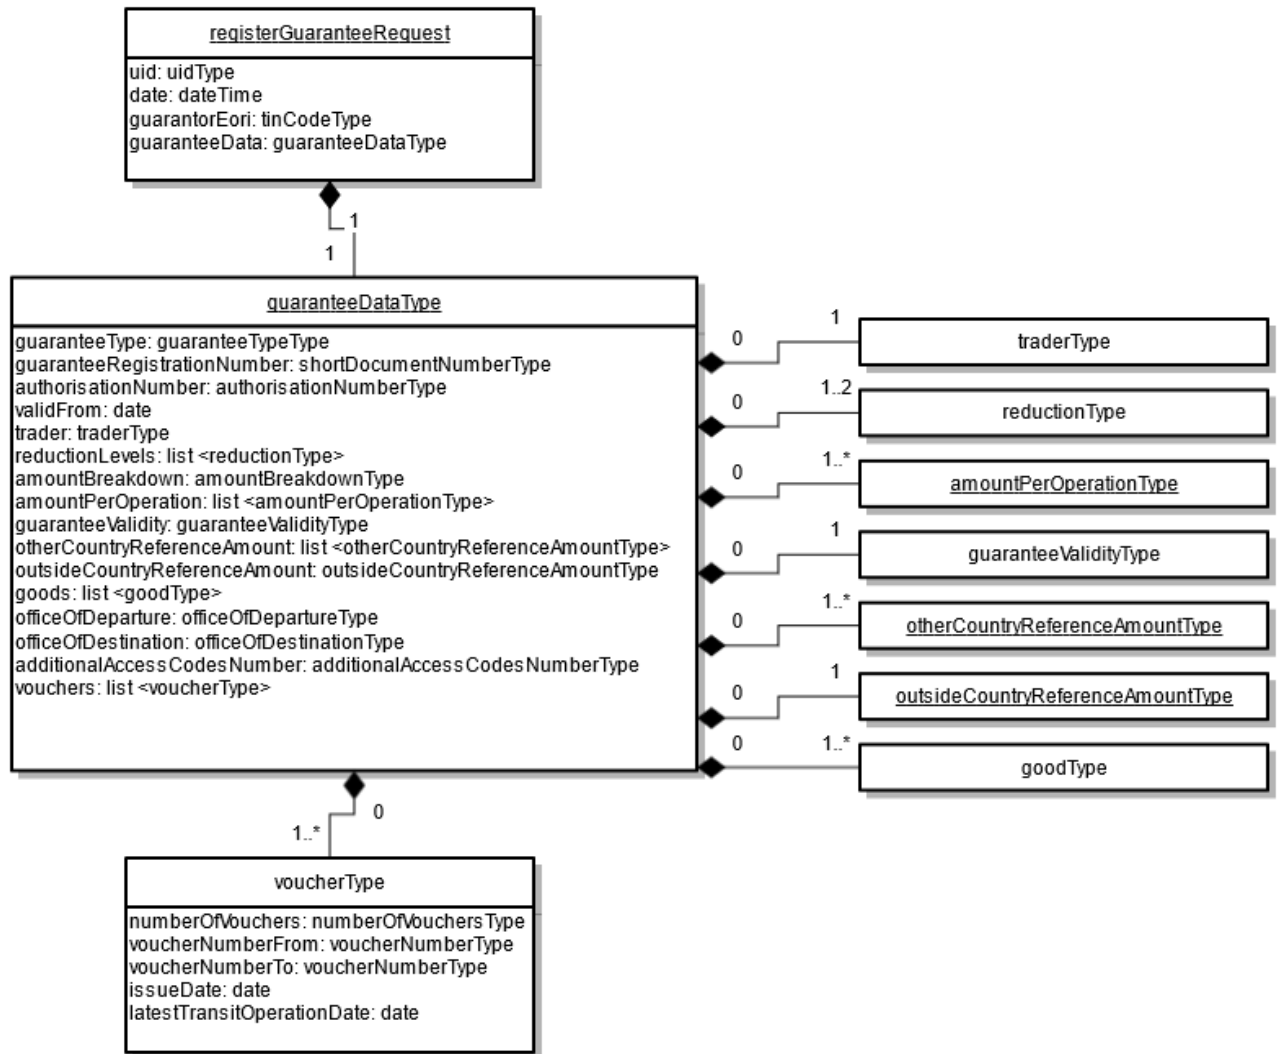 registerGuaranteeRequest
uid: uidType
date: dateTime
guarantorEori: tinCodeType
guaranteeData: guaranteeDataType
1
1
guaranteeDataType
guaranteeType: guaranteeTypeType
guaranteeRegistrationNumber: shortDocumentNumberType
authorisationNumber: authorisationNumberType
validFrom: date
trader: traderType
reductionLevels: list <reductionType>
amountBreakdown: amountBreakdownType
amountPerOperation: list <amountPerOperationType>
guaranteeValidity: guaranteeValidityType
otherCountryReferenceAmount: list <otherCountryReferenceAmountType>
outsideCountryReferenceAmount: outsideCountryReferenceAmountType
goods: list <goodType>
officeOfDeparture: officeOfDepartureType
officeOfDestination: officeOfDestinationType
additionalAccessCodesNumber: additionalAccessCodesNumberType
vouchers: list <voucherType>
0 1
traderType
0 1..2
reductionType
0 1..*
amountPerOperationType
0 1
guaranteeValidityType
0 1..*
otherCountryReferenceAmountType
0 1
outsideCountryReferenceAmountType
0 1..*
goodType
0
1..*
voucherType
numberOfVouchers: numberOfVouchersType
voucherNumberFrom: voucherNumberType
voucherNumberTo: voucherNumberType
issueDate: date
latestTransitOperationDate: date